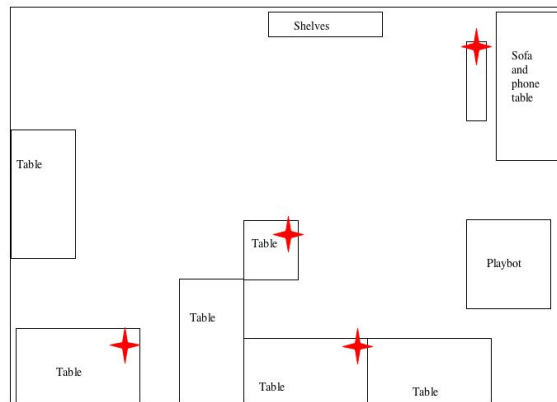 Shelves
Sofa
and
phone
table
Table
Table
Playbot
Table
Table
Table
Table